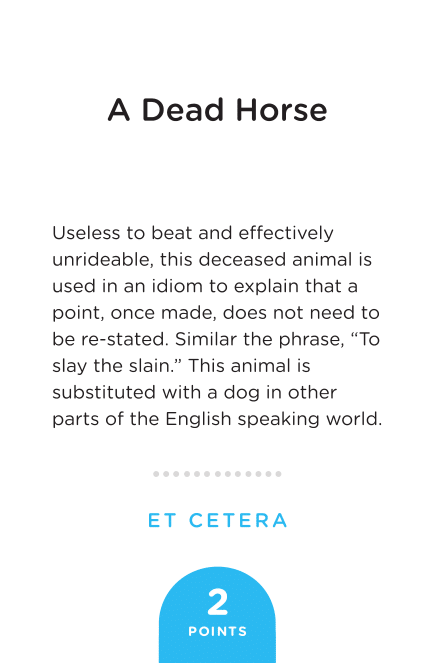 A Dead Horse
Useless to beat and effectively
unrideable, this deceased animal is
used in an idiom to explain that a
point, once made, does not need to
be re-stated. Similar the phrase, “To
slay the slain.” This animal is
substituted with a dog in other
parts of the English speaking world.
ET CETERA
2
POINTS